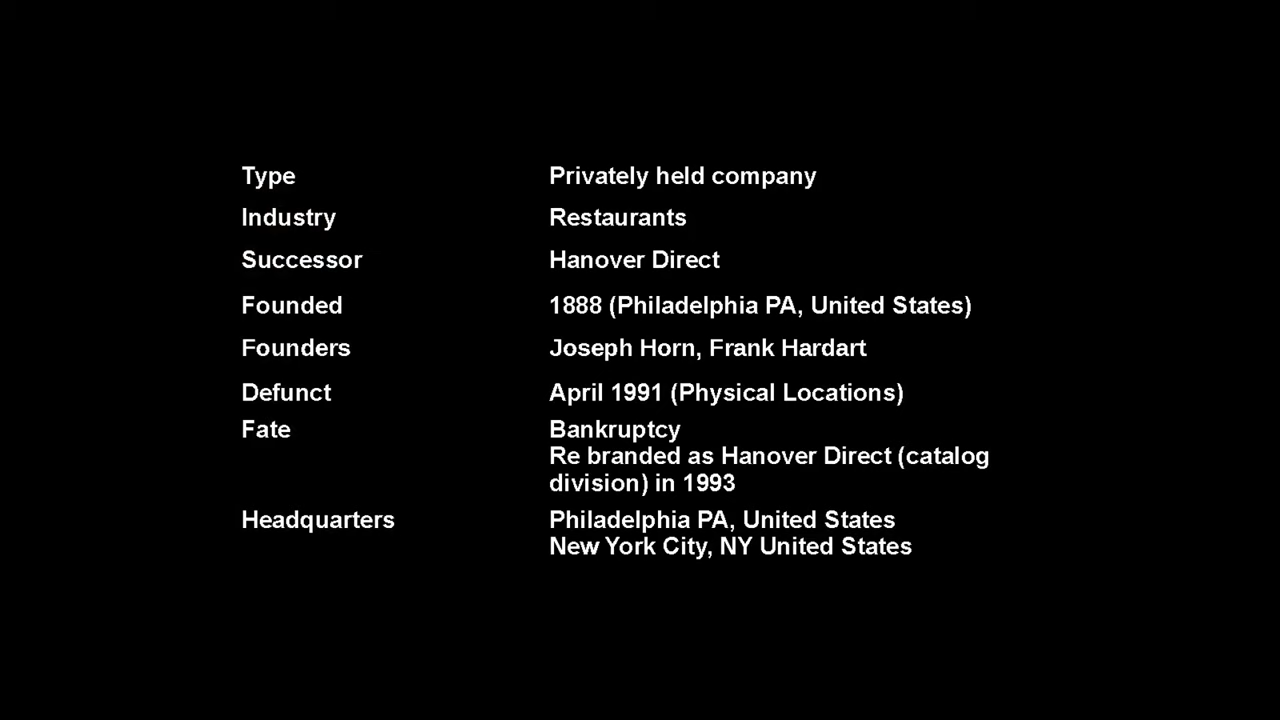 Type Privately held company
Industry Restaurants
Successor Hanover Direct
Founded 1888 (Philadelphia PA, United States)
Founders Joseph Horn, Frank Hardart
Defunct April 1991 (Physical Locations)
Fate Bankruptcy
Re branded as Hanover Direct (catalog
division) in 1993
Headquarters Philadelphia PA, United States
New York City, NY United States